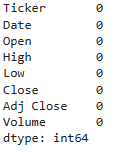 Ticker 0
Date 0
Open 0
High 0
Low 0
Close 0
Adj Close 0
Volume 0
dtype: int64